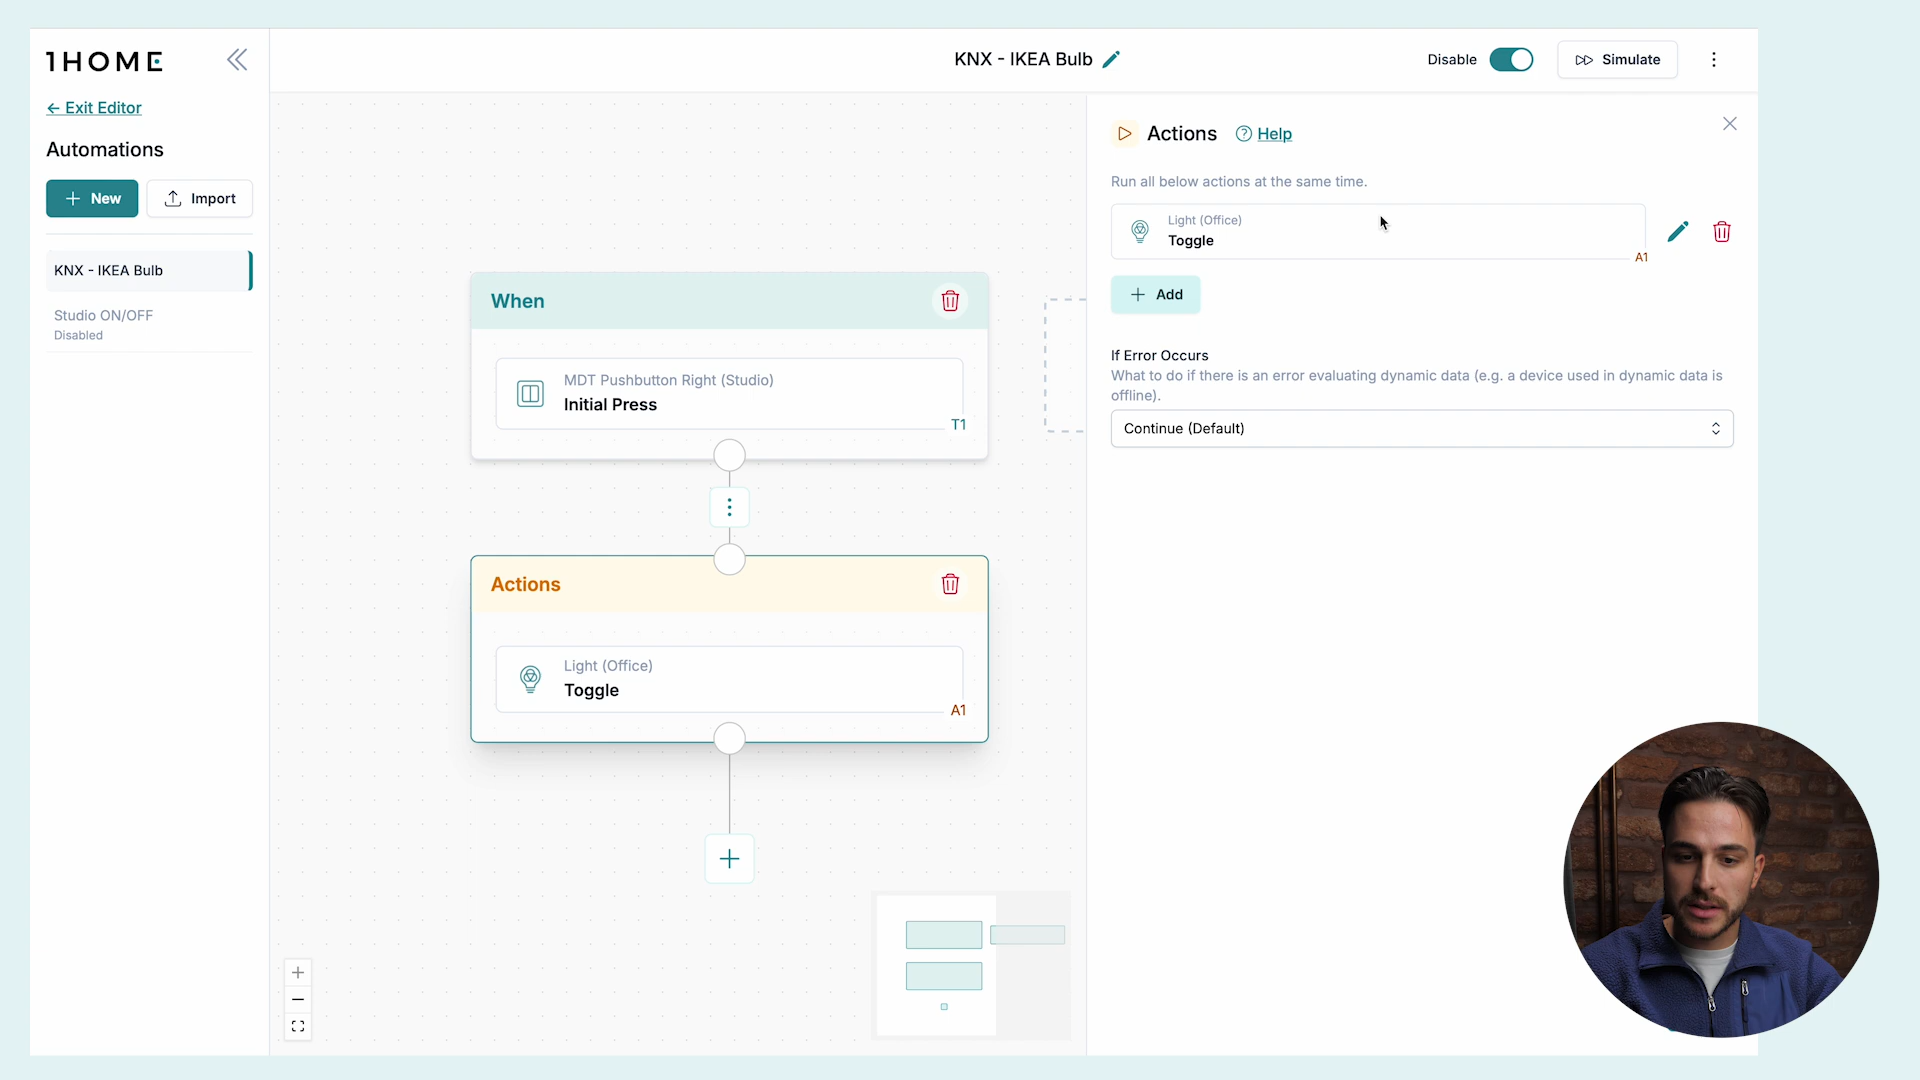 1HOME
← Exit Editor
Automations
+ New
Import
KNX - IKEA Bulb
Studio ON/OFF
Disabled
KNX - IKEA Bulb
Disable
Simulate
When
MDT Pushbutton Right (Studio)
Initial Press
T1
Actions
Light (Office)
Toggle
A1
Actions
Help
Run all below actions at the same time.
Light (Office)
Toggle
A1
+ Add
If Error Occurs
What to do if there is an error evaluating dynamic data (e.g. a device used in dynamic data is
offline).
Continue (Default)